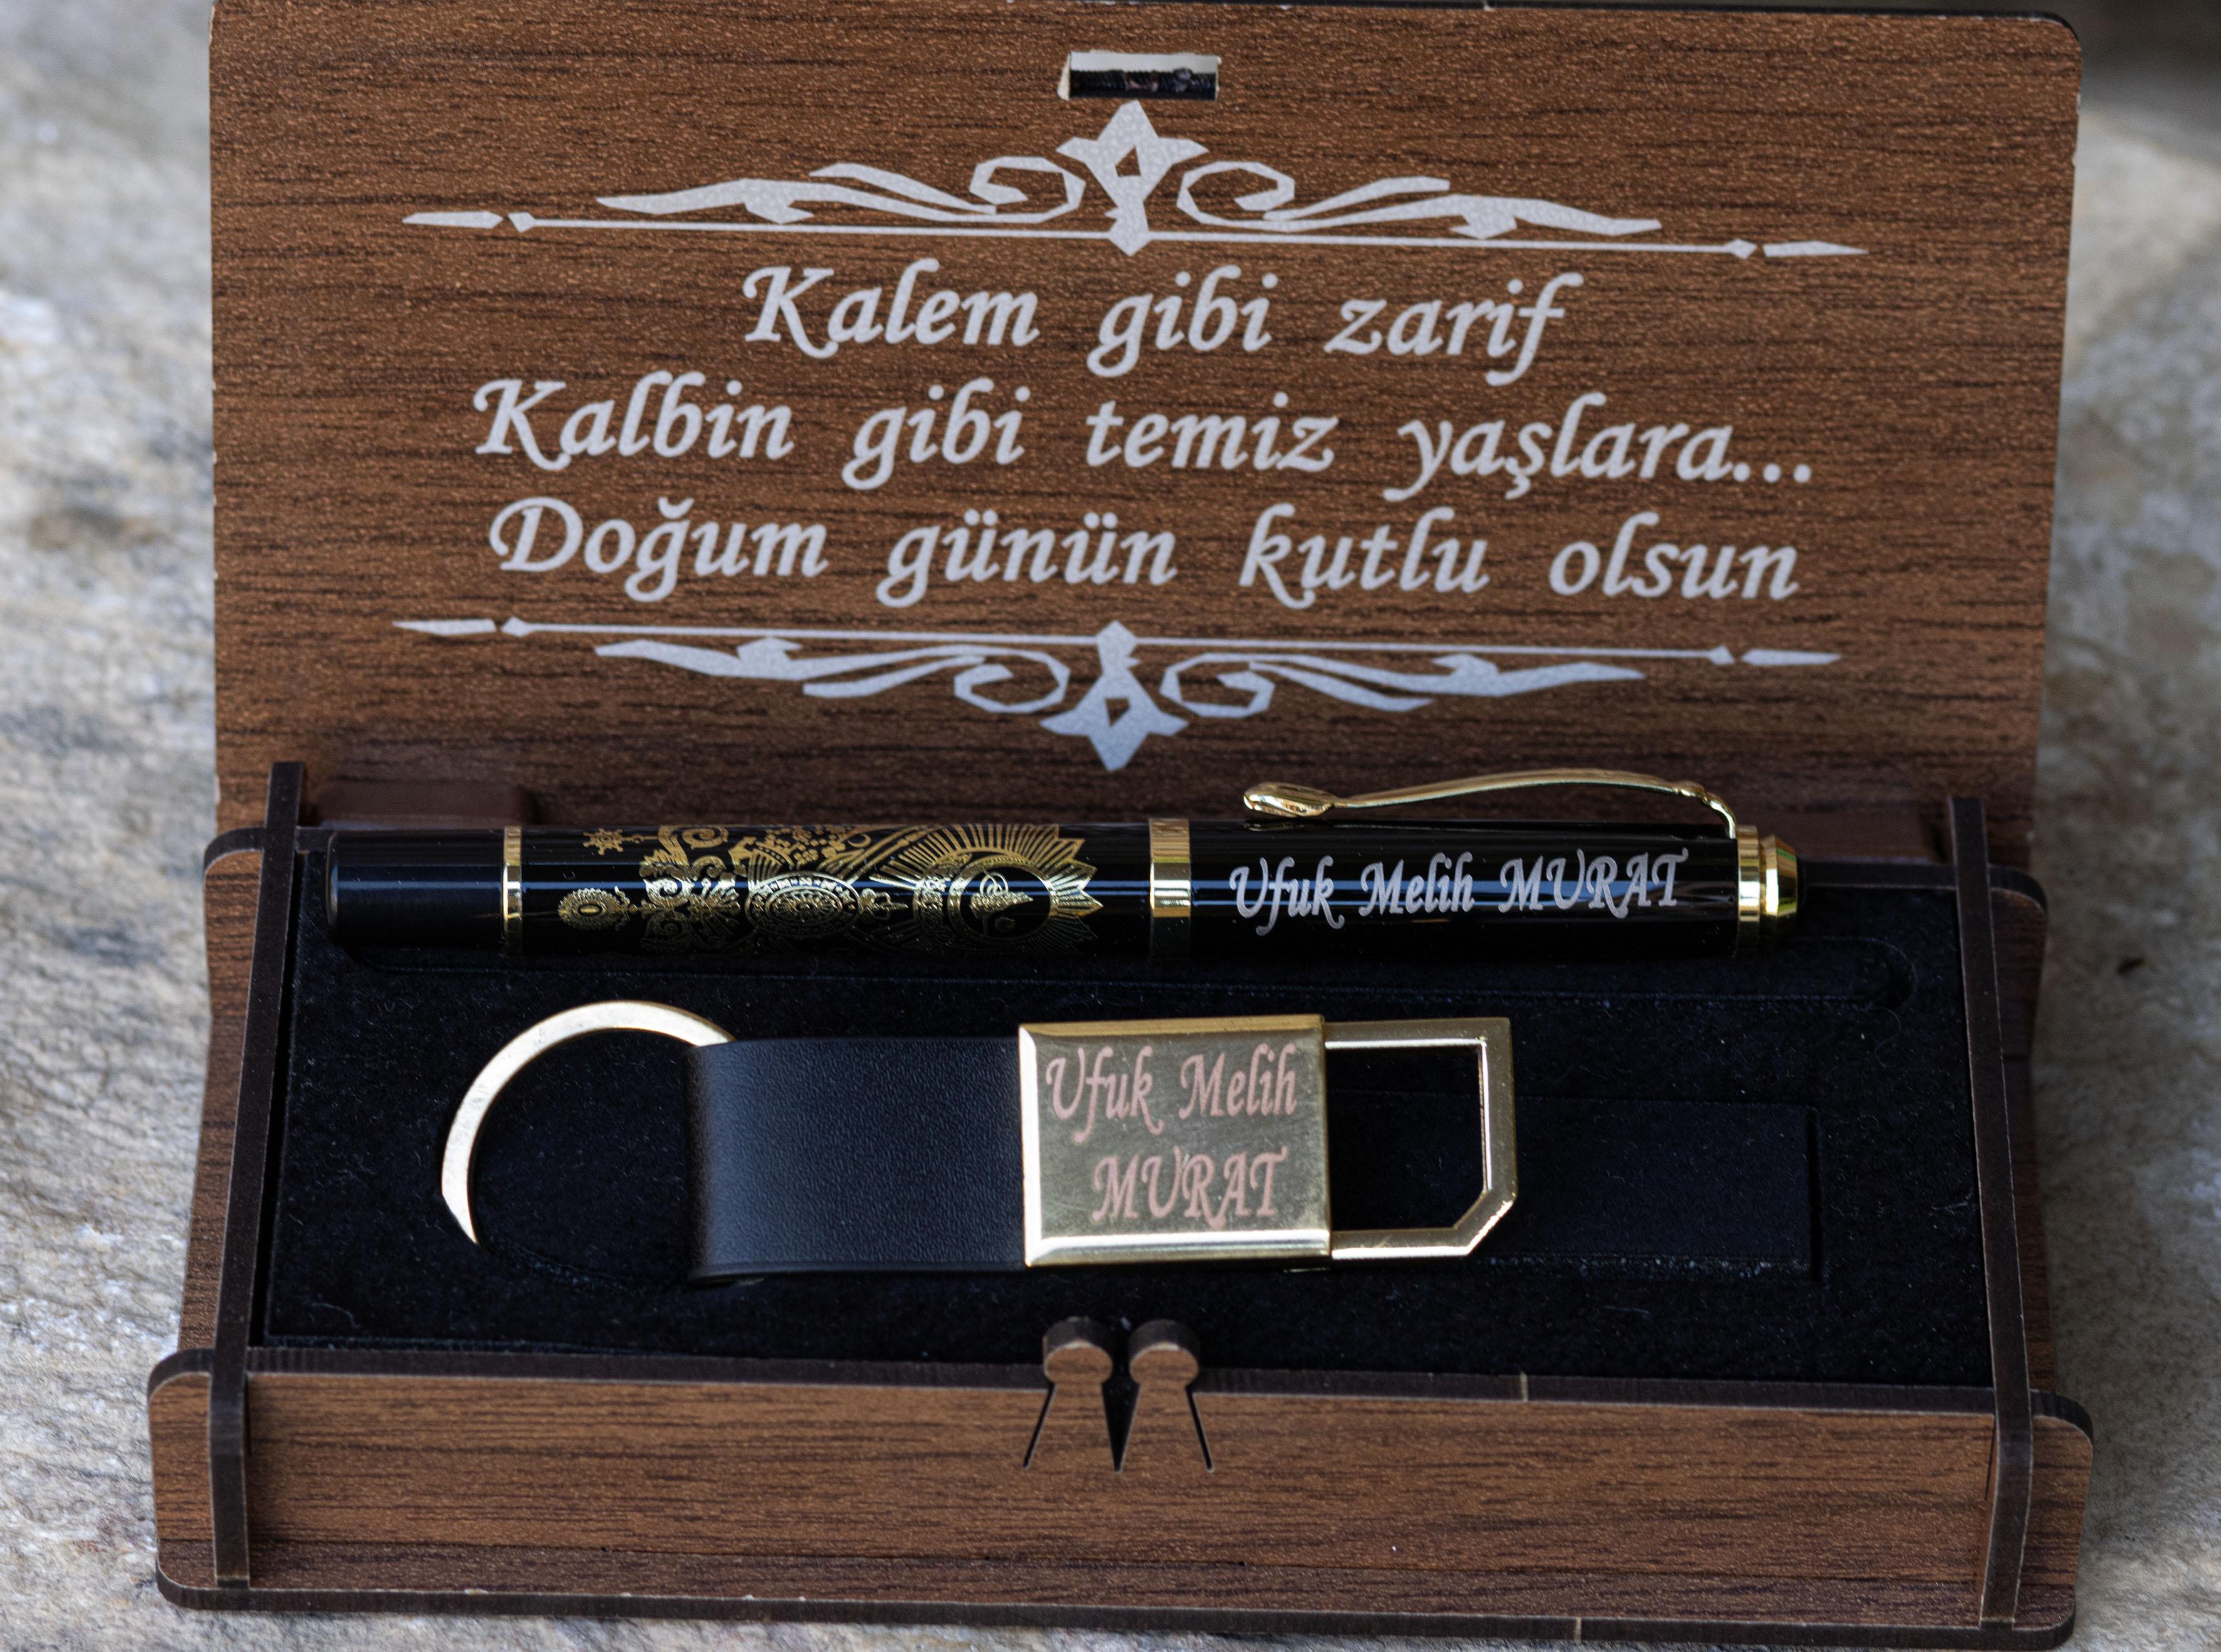 Kalem gibi zarif
Kalbin gibi temiz yaşlara...
Doğum günün kutlu olsun
Ufuk Melih MURAT
Ufuk Melih
MURAT